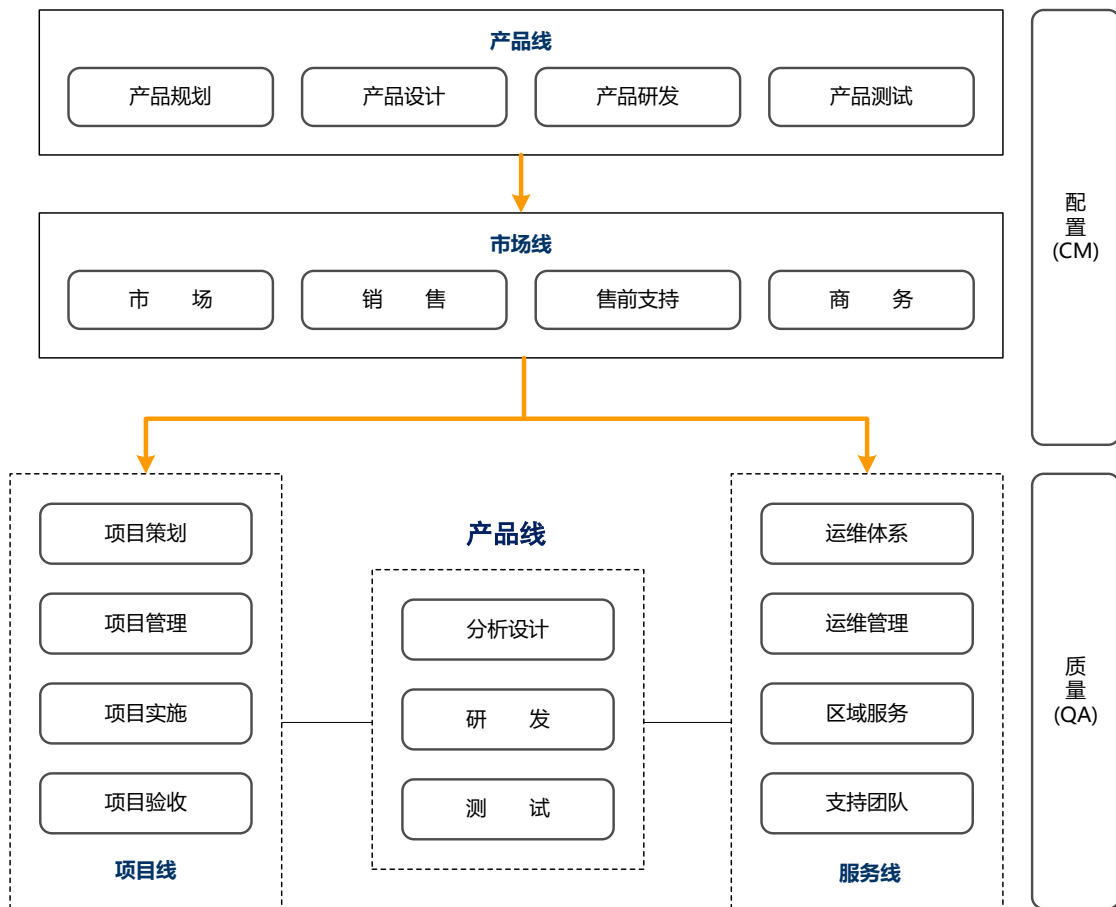 产品线
产品规划
产品设计
产品研发
产品测试
市场线
市 场
销 售
售前支持
商 务
配
置
(CM)
项目策划
项目管理
项目实施
项目验收
项目线
产品线
分析设计
研 发
测 试
运维体系
运维管理
区域服务
支持团队
服务线
质
量
(QA)